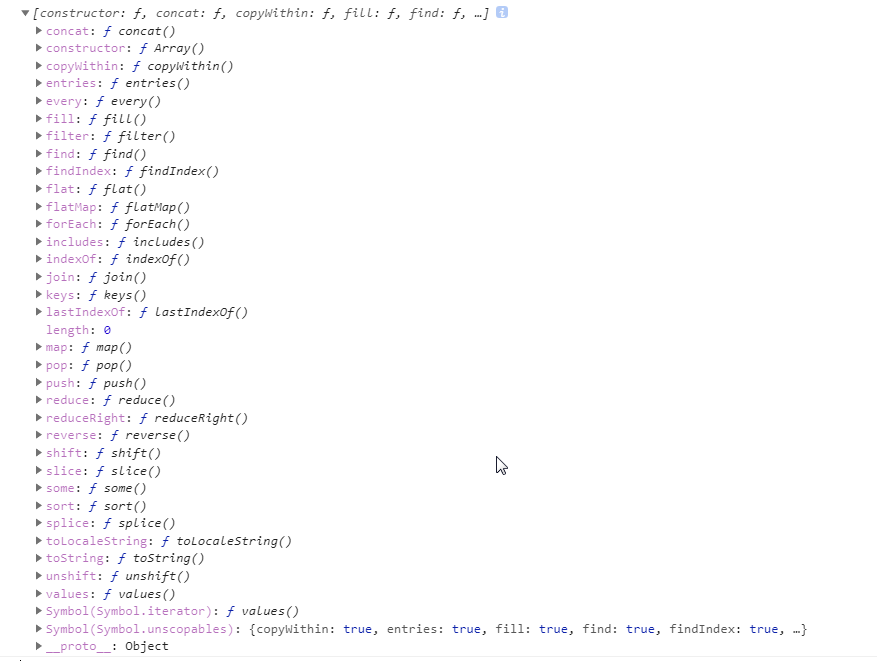 [constructor: ƒ, concat: ƒ, copyWithin: ƒ, fill: ƒ, find: ƒ, …] i
concat: ƒ concat()
constructor: ƒ Array()
copyWithin: ƒ copyWithin()
entries: ƒ entries()
every: ƒ every()
fill: ƒ fill()
filter: ƒ filter()
find: ƒ find()
findIndex: ƒ findIndex()
flat: ƒ flat()
flatMap: ƒ flatMap()
forEach: ƒ forEach()
includes: ƒ includes()
indexOf: ƒ indexOf()
join: ƒ join()
keys: ƒ keys()
lastIndexOf: ƒ lastIndexOf()
length: 0
map: ƒ map()
pop: ƒ pop()
push: ƒ push()
reduce: ƒ reduce()
reduceRight: ƒ reduceRight()
reverse: ƒ reverse()
shift: ƒ shift()
slice: ƒ slice()
some: ƒ some()
sort: ƒ sort()
splice: ƒ splice()
toLocaleString: ƒ toLocaleString()
toString: ƒ toString()
unshift: ƒ unshift()
values: ƒ values()
Symbol(Symbol.iterator): ƒ values()
Symbol(Symbol.unscopables): {copyWithin: true, entries: true, fill: true, find: true, findIndex: true, …}
__proto__: Object